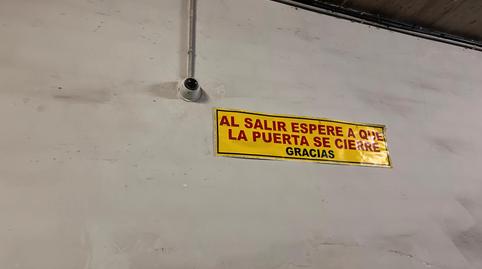 AL SALIR ESPERE A QUE
LA PUERTA SE CIERRE
GRACIAS